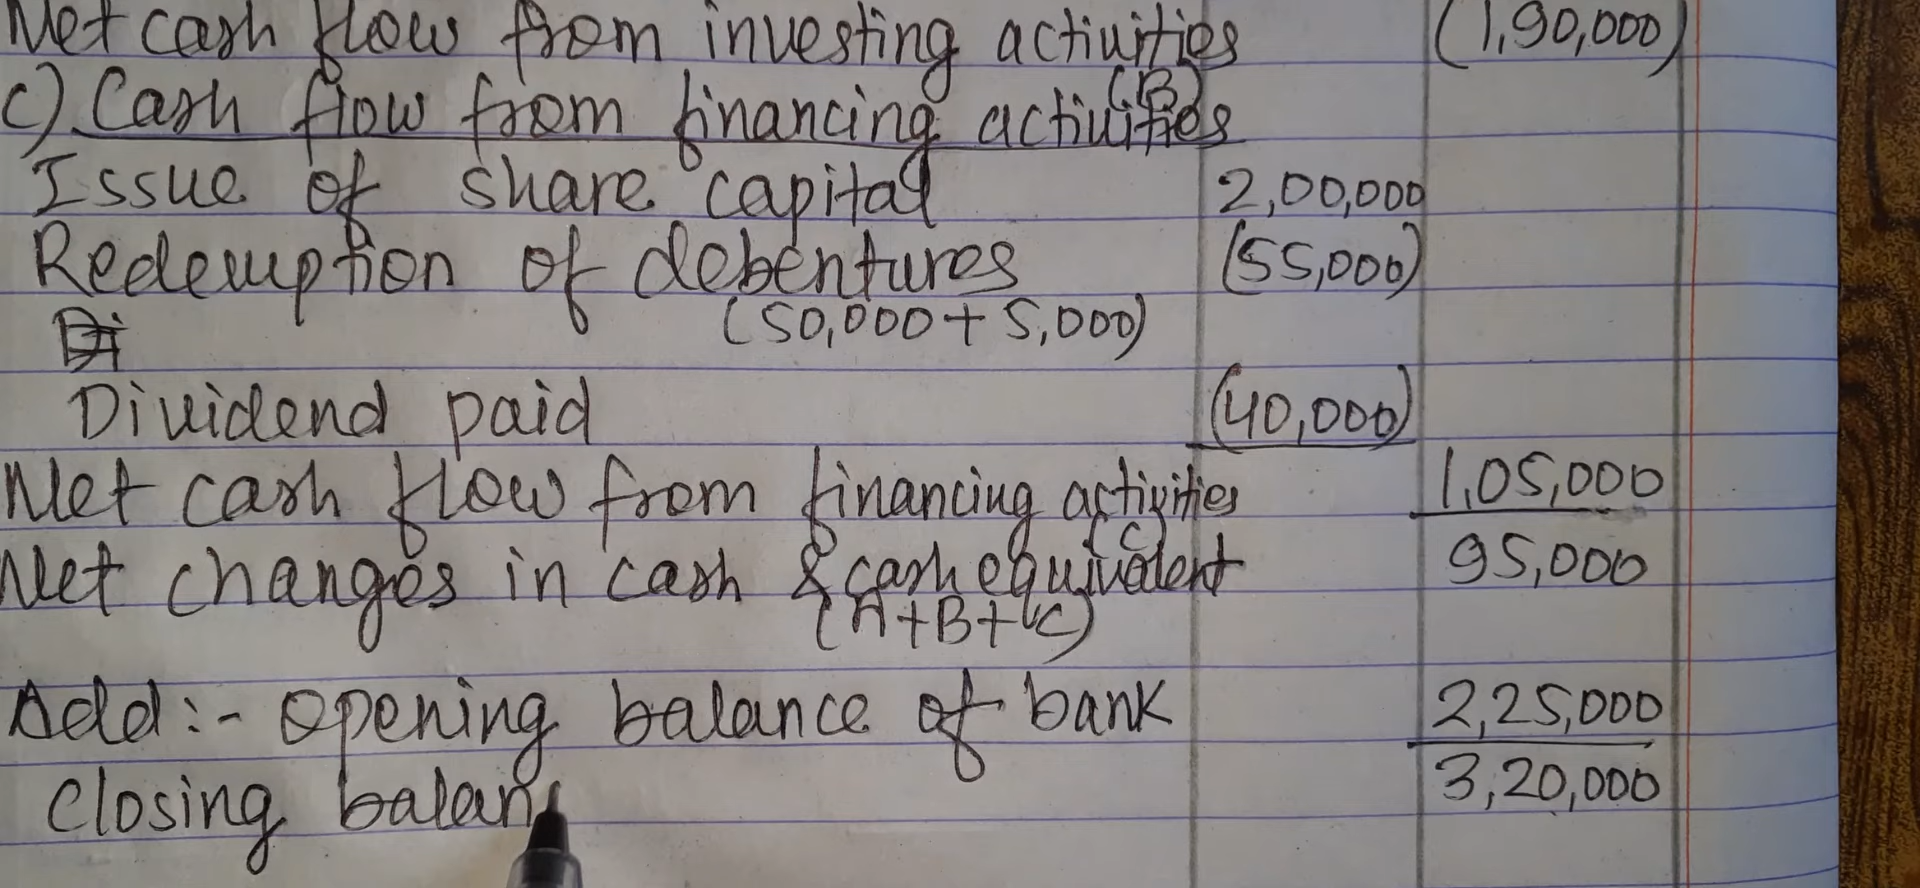 Net cash flow from investing activities (1,90,000)
(B)
C) Cash flow from financing activities
Issue of share capital 2,00,000
Redemption of debentures (55,000)
(50,000 + 5,000)
Dividend paid (40,000)
Net cash flow from financing activities 1,05,000
(C)
Net changes in cash & cash equivalent 95,000
(A+B+C)
Add:- Opening balance of bank 2,25,000
Closing balan 3,20,000